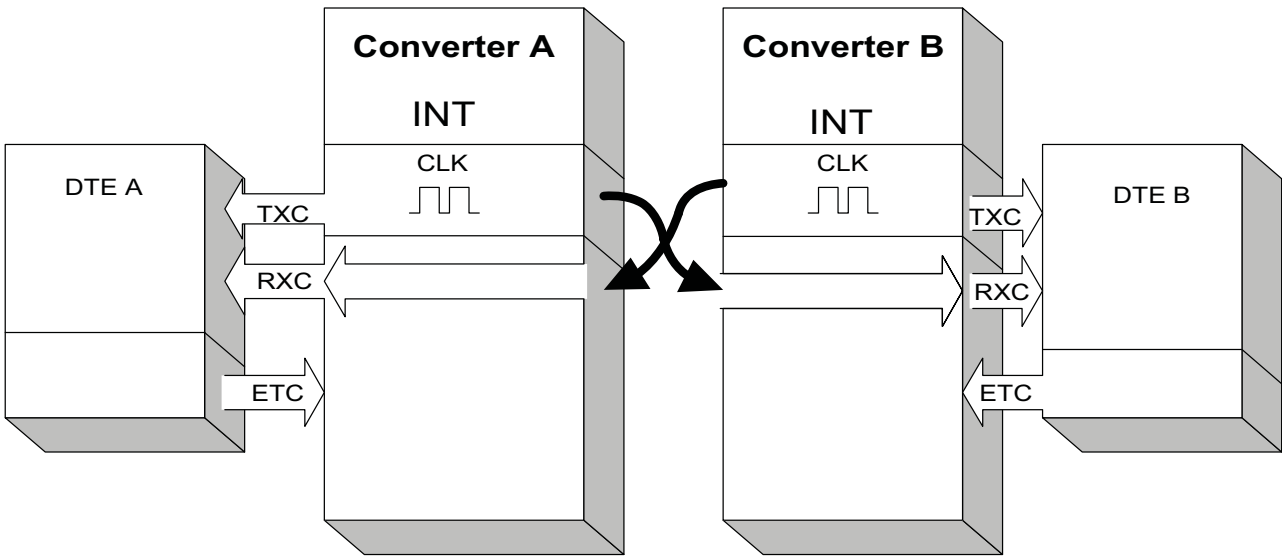 Converter A
Converter B
INT
INT
CLK
CLK
DTE A
DTE B
TXC
TXC
RXC
RXC
ETC
ETC